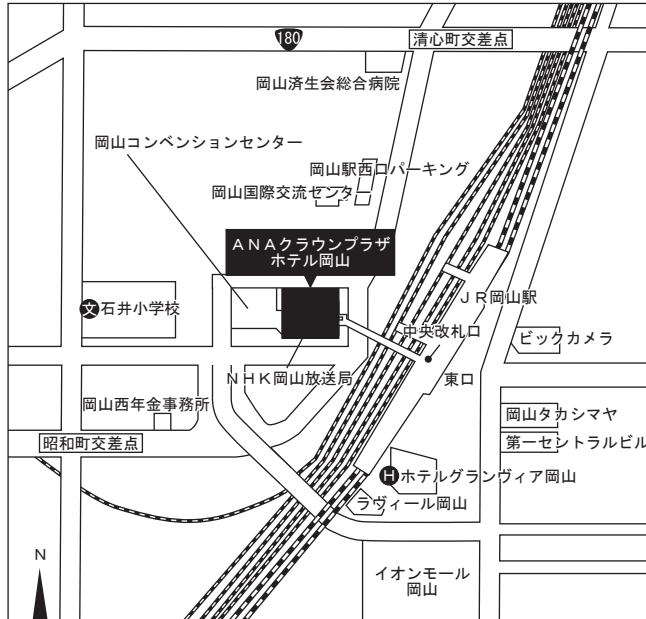 180
清心町交差点
岡山済生会総合病院
岡山コンベンションセンター
岡山駅西口パーキング
岡山国際交流センター
ANAクラウンプラザ
ホテル岡山
JR岡山駅
文石井小学校
中央改札口
ビックカメラ
NHK岡山放送局
東口
岡山西年金事務所
岡山タカシマヤ
昭和町交差点
第一セントラルビル
Hホテルグランヴィア岡山
ラヴィール岡山
N
イオンモール
岡山